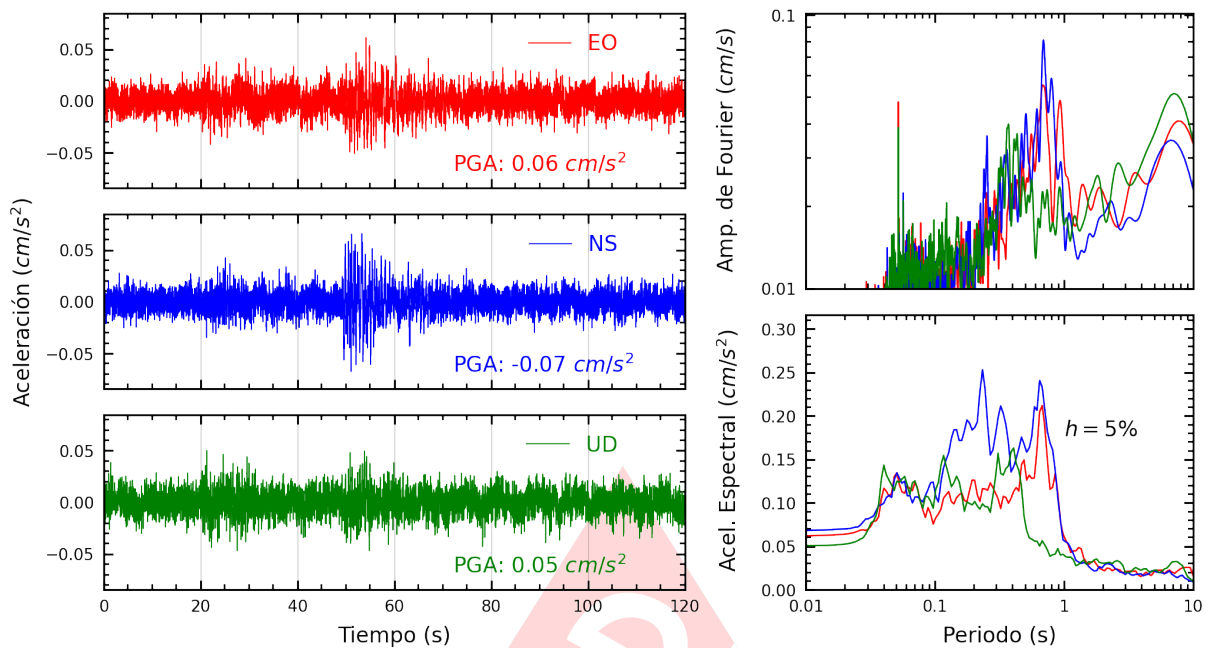 Aceleración (cm/s²)
0.05
0.00
−0.05
EO
PGA: 0.06 cm/s²
0.05
0.00
−0.05
NS
PGA: -0.07 cm/s²
0.05
0.00
−0.05
UD
PGA: 0.05 cm/s²
0 20 40 60 80 100 120
Tiempo (s)
Amp. de Fourier (cm/s)
0.1
0.01
Acel. Espectral (cm/s²)
0.30
0.25
0.20
0.15
0.10
0.05
0.00
h = 5%
0.01 0.1 1 10
Periodo (s)